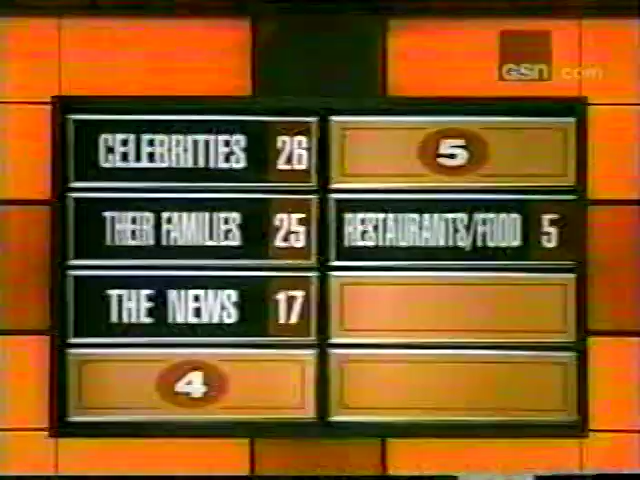 GSN.com
CELEBRITIES 26
THEIR FAMILIES 25
THE NEWS 17
4
5
RESTAURANTS/FOOD 5